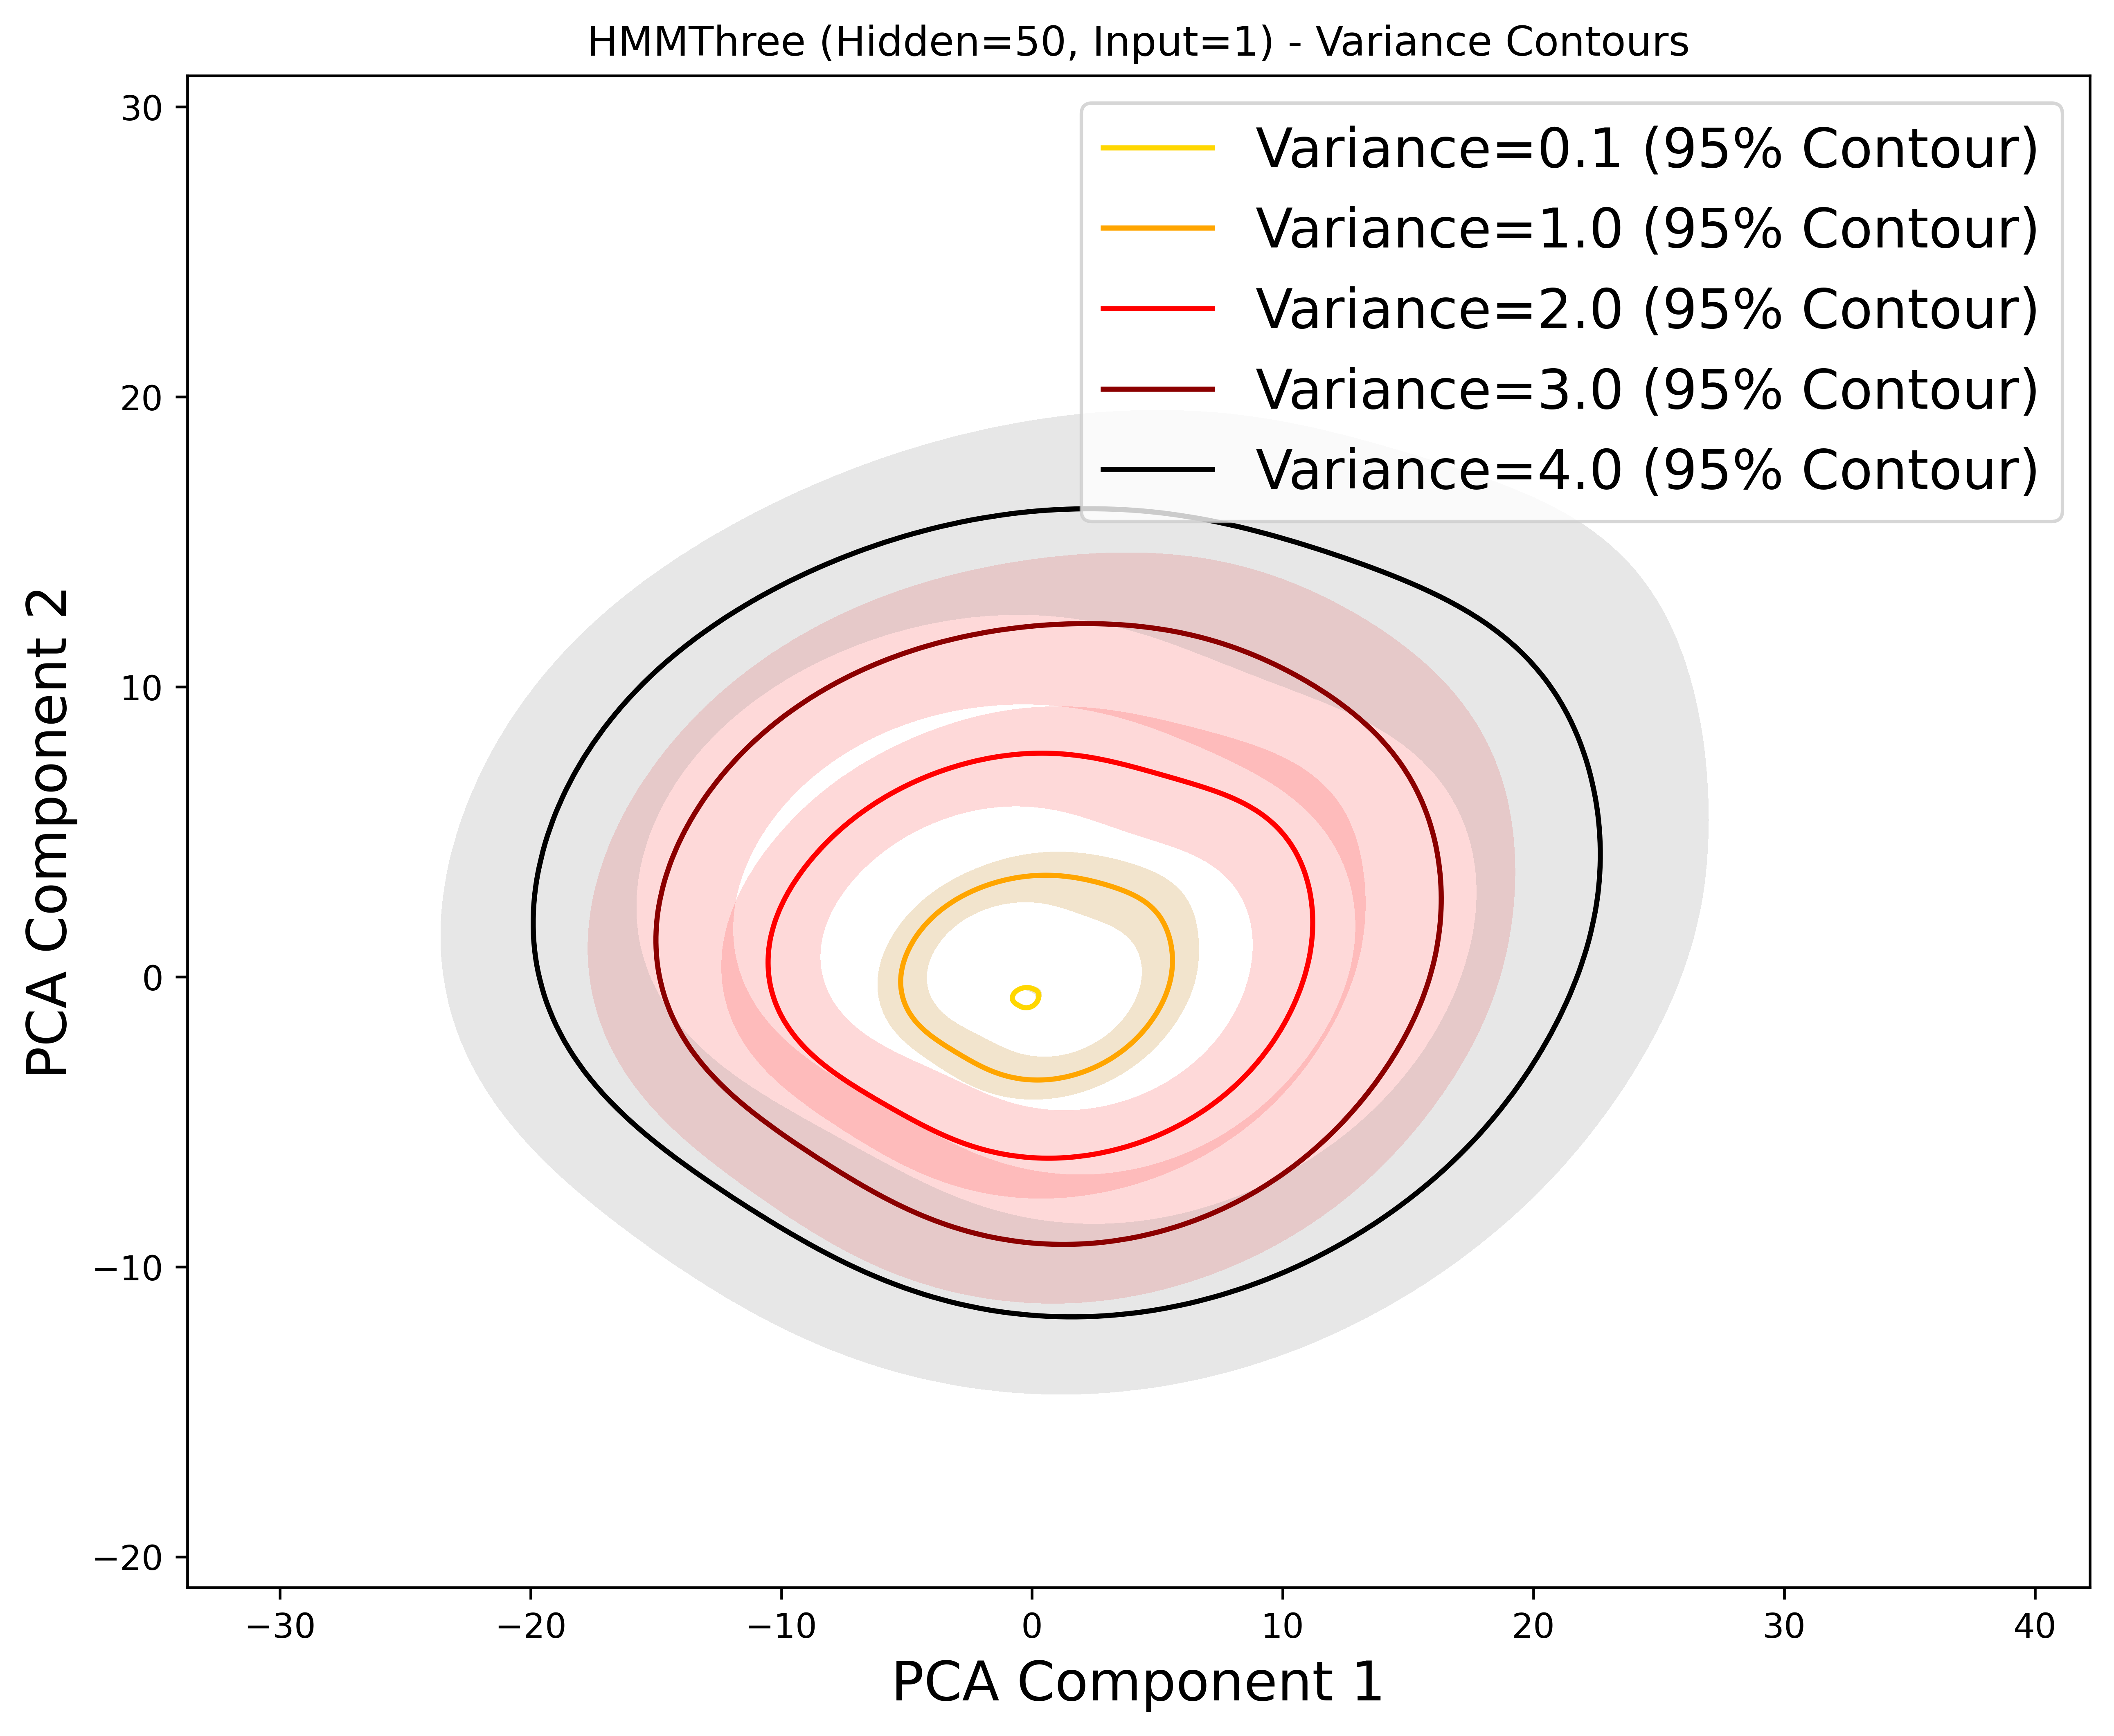 HMMThree (Hidden=50, Input=1) - Variance Contours
30
20
10
0
−10
−20
PCA Component 2
Variance=0.1 (95% Contour)
Variance=1.0 (95% Contour)
Variance=2.0 (95% Contour)
Variance=3.0 (95% Contour)
Variance=4.0 (95% Contour)
−30 −20 −10 0 10 20 30 40
PCA Component 1